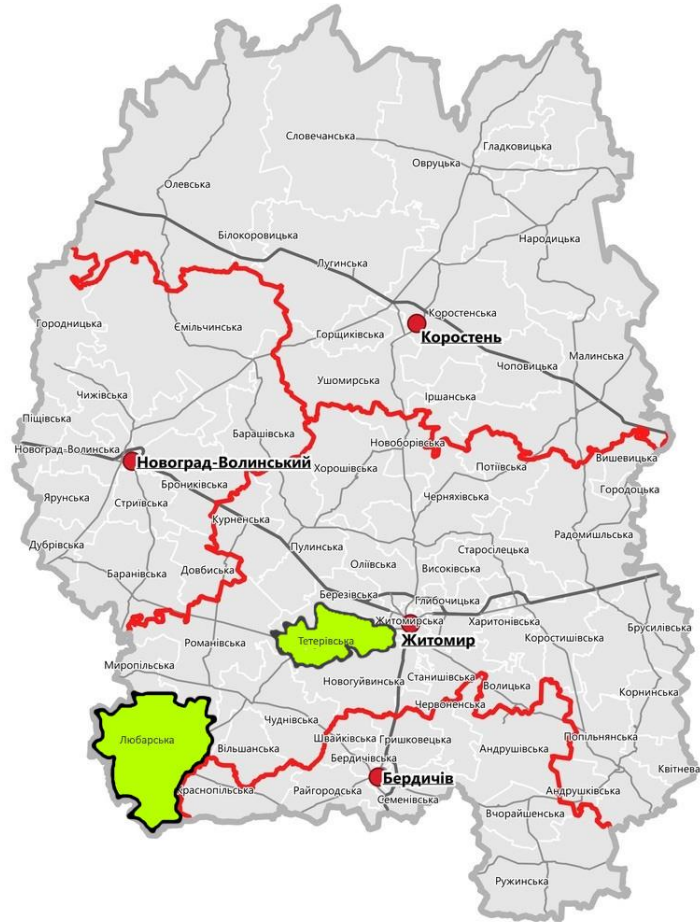 Словечанська
Гладковицька
Овруцька
Олевська
Білокоровицька
Народицька
Лугинська
Коростенська
Городницька
Ємільчинська
Горщиківська
Коростень
Малинська
Чоповицька
Ушомирська
Чижівська
Іршанська
Піщівська
Барашівська
Новоборівська
Новоград-Волинська
Новоград-Волинський
Хорошівська
Потіївська
Вишевицька
Брониківська
Городоцька
Ярунська
Стриївська
Черняхівська
Курненська
Радомишльська
Дубрівська
Пулинська
Старосілецька
Оліївська
Високівська
Баранівська
Довбиська
Березівська
Глибочицька
Житомирська
Харитонівська
Брусилівська
Тетерівська
Житомир
Коростишівська
Романівська
Миропільська
Станишівська
Новогуйвинська
Волицька
Корнинська
Червоненська
Чуднівська
Любарська
Швайківська
Гришковецька
Попільнянська
Вільшанська
Андрушівська
Бердичівська
Квітнева
Бердичів
Краснопільська
Райгородська
Андрушківська
Семенівська
Вчорайшенська
Ружинська